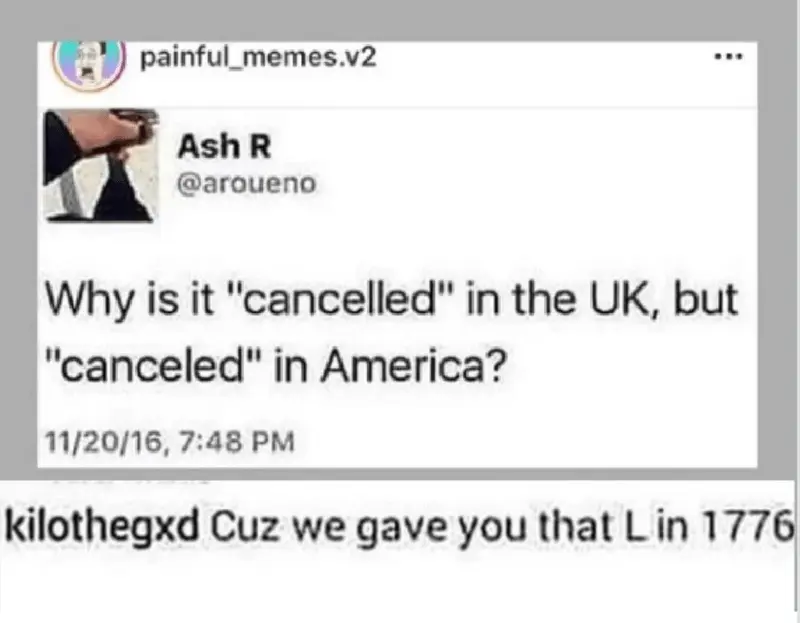 painful_memes.v2
Ash R
@aroueno
Why is it "cancelled" in the UK, but
"canceled" in America?
11/20/16, 7:48 PM
kilothegxd Cuz we gave you that L in 1776